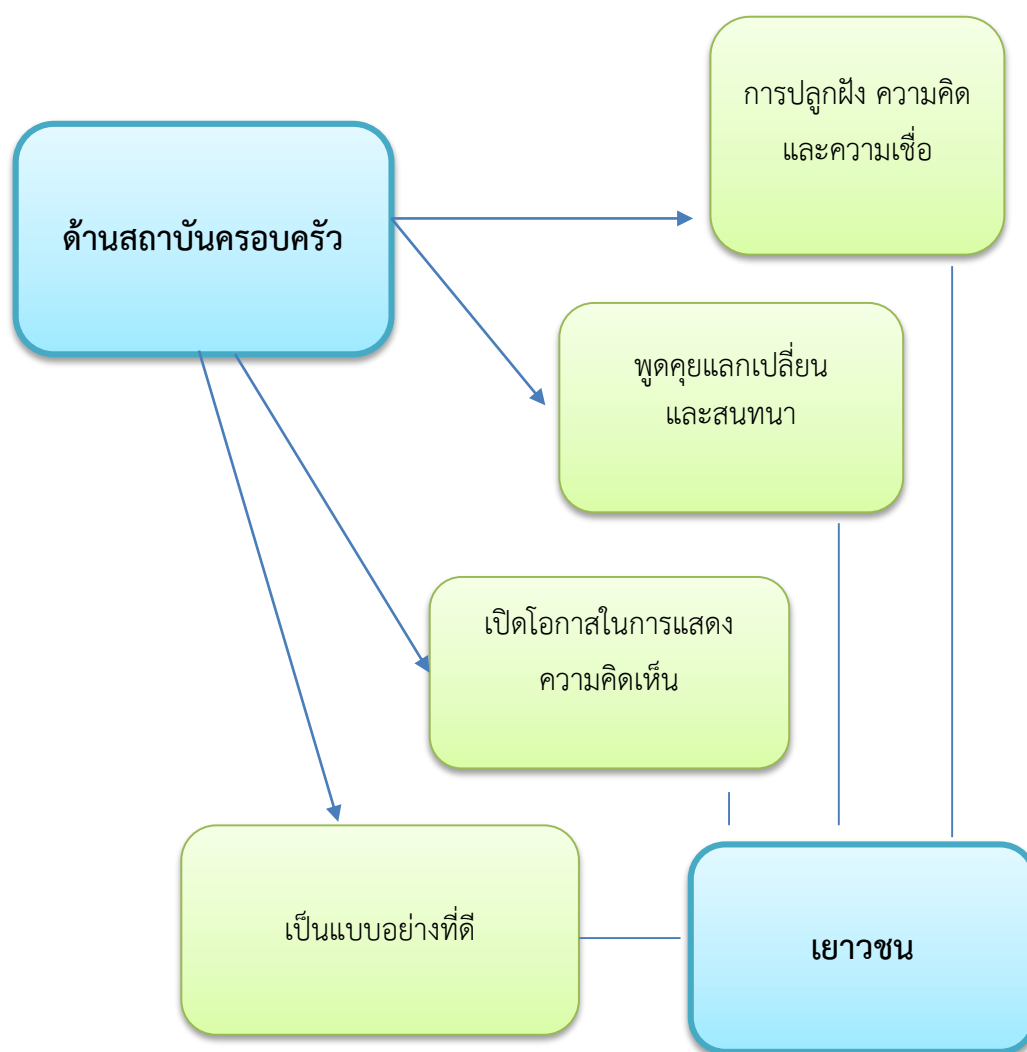 การปลูกฝัง ความคิด
และความเชื่อ
ด้านสถาบันครอบครัว
พูดคุยแลกเปลี่ยน
และสนทนา
เปิดโอกาสในการแสดง
ความคิดเห็น
เป็นแบบอย่างที่ดี
เยาวชน